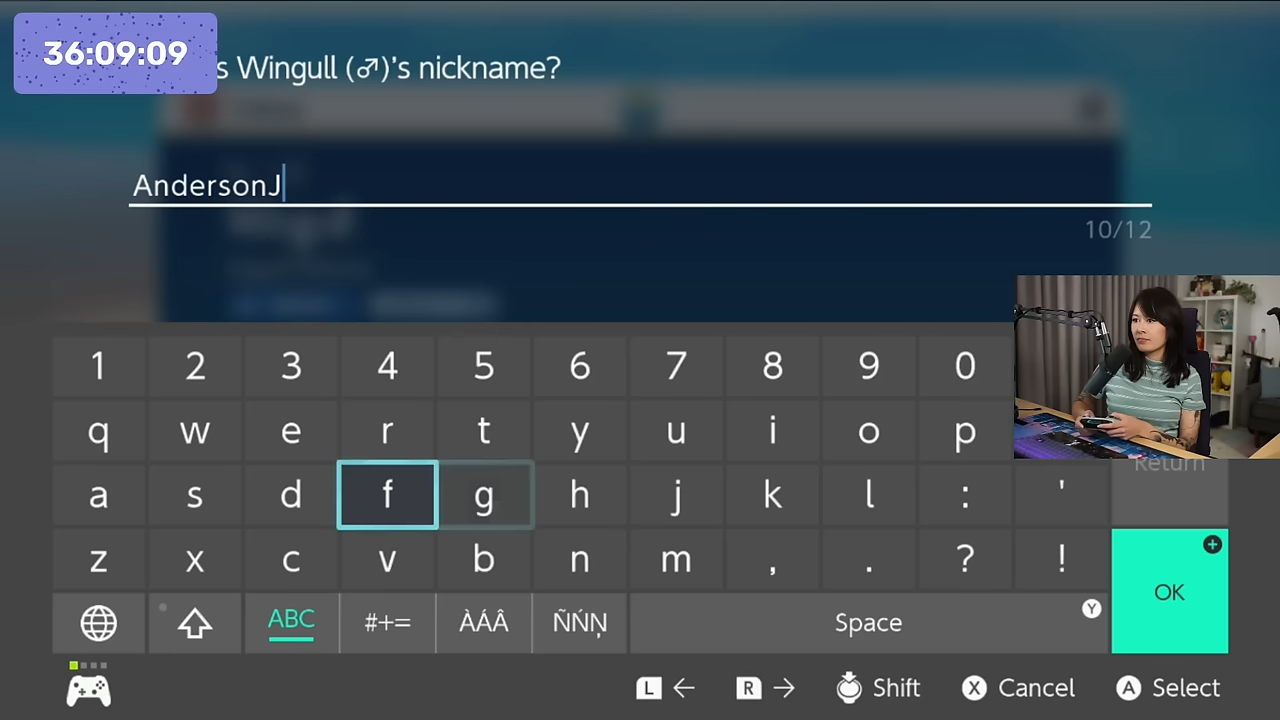 36:09:09
s Wingull (♂)'s nickname?
AndersonJ
10/12
1 2 3 4 5 6 7 8 9 0
q w e r t y u i o p
Return
a s d f g h j k l : '
z x c v b n m , . ? !
OK
ABC #+= ÀÁÂ ÑŃŅ Space Y
L ← R → Shift X Cancel A Select